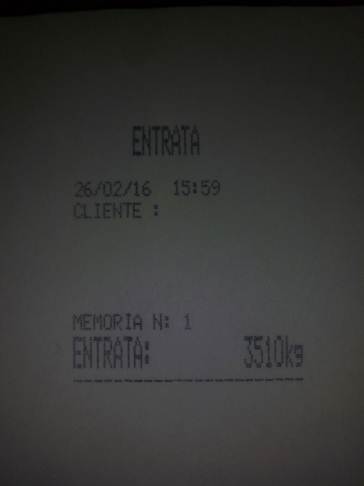 ENTRATA
26/02/16 15:59
CLIENTE :
MEMORIA N: 1
ENTRATA: 3510kg